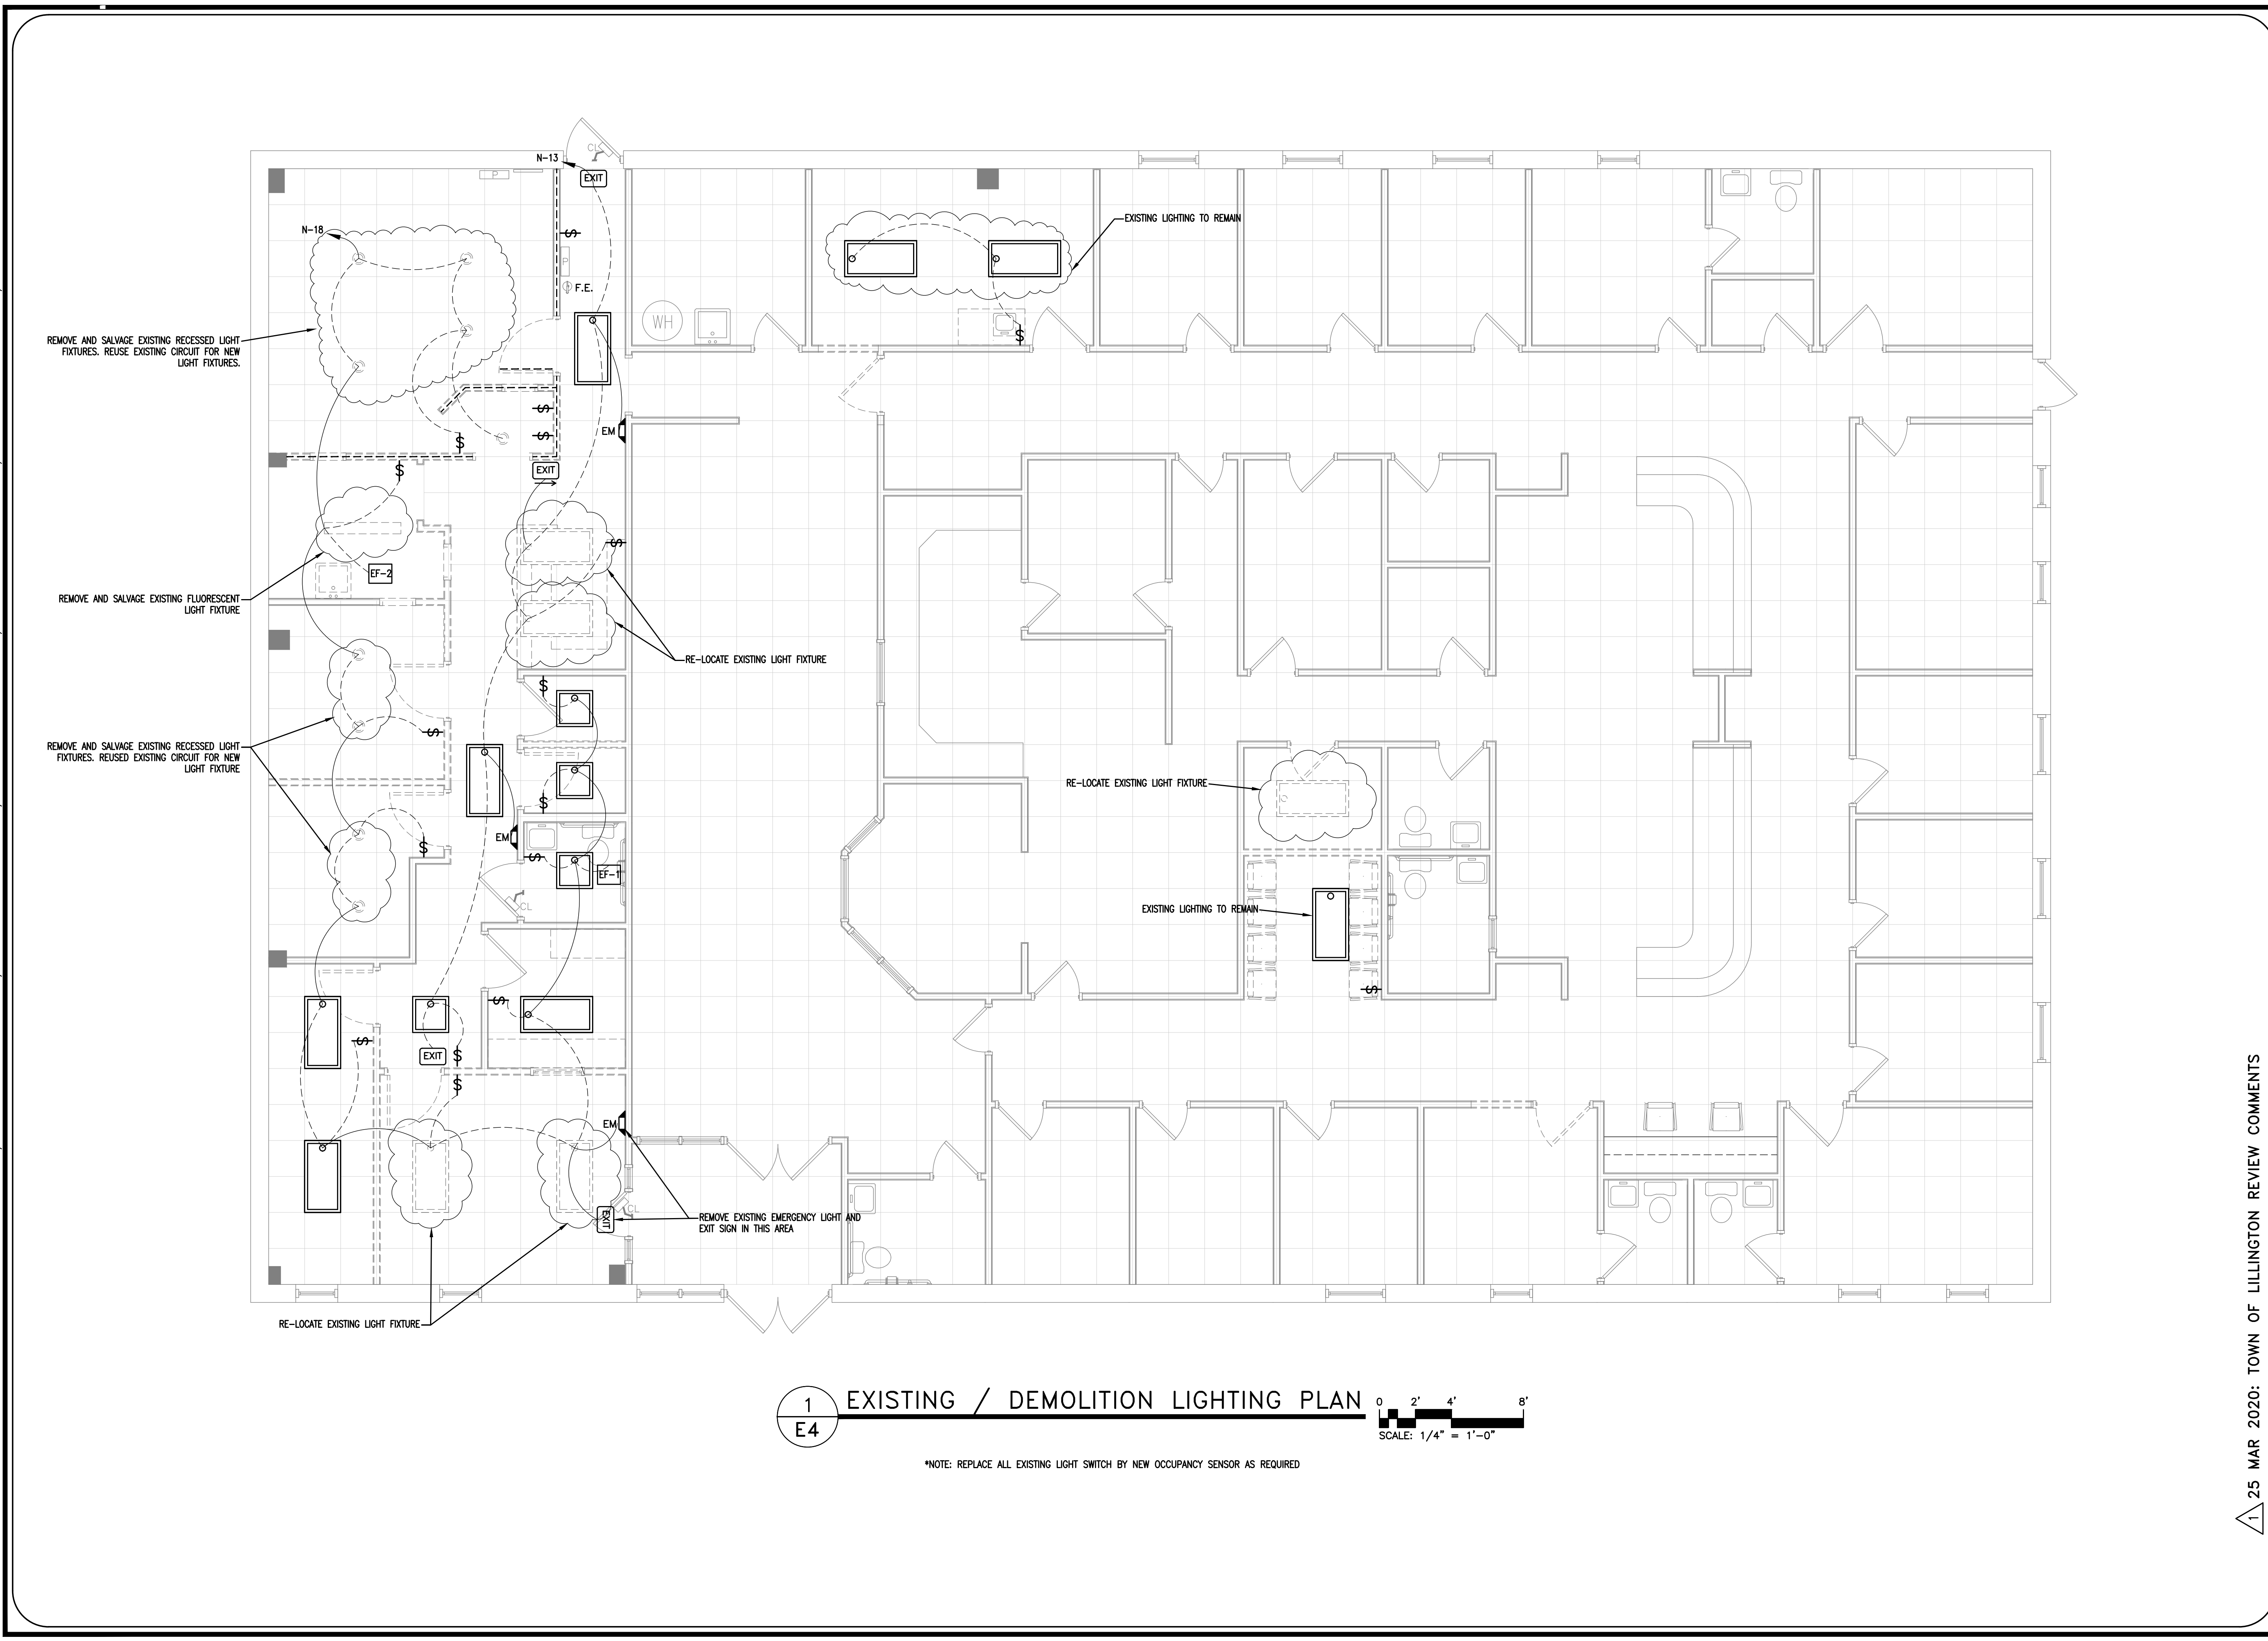 N-13
CL
EXIT
P
N-18
$
EXISTING LIGHTING TO REMAIN
P
F.E.
WH
$
REMOVE AND SALVAGE EXISTING RECESSED LIGHT
FIXTURES. REUSE EXISTING CIRCUIT FOR NEW
LIGHT FIXTURES.
$
EM
$
$
$
EXIT
$
$
EF-2
REMOVE AND SALVAGE EXISTING FLUORESCENT
LIGHT FIXTURE
RE-LOCATE EXISTING LIGHT FIXTURE
$
$
REMOVE AND SALVAGE EXISTING RECESSED LIGHT
FIXTURES. REUSED EXISTING CIRCUIT FOR NEW
LIGHT FIXTURE
RE-LOCATE EXISTING LIGHT FIXTURE
$
EM
$
$
EF-1
CL
EXISTING LIGHTING TO REMAIN
$
$
$
EXIT
$
$
EM
CL
EXIT
REMOVE EXISTING EMERGENCY LIGHT AND
EXIT SIGN IN THIS AREA
RE-LOCATE EXISTING LIGHT FIXTURE
1
E4
EXISTING / DEMOLITION LIGHTING PLAN
0 2' 4' 8'
SCALE: 1/4" = 1'-0"
*NOTE: REPLACE ALL EXISTING LIGHT SWITCH BY NEW OCCUPANCY SENSOR AS REQUIRED
1 25 MAR 2020: TOWN OF LILLINGTON REVIEW COMMENTS